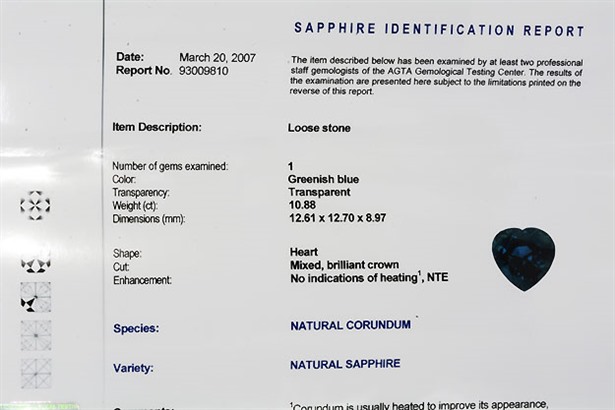 SAPPHIRE IDENTIFICATION REPORT
Date: March 20, 2007
Report No. 93009810
The item described below has been examined by at least two professional
staff gemologists of the AGTA Gemological Testing Center. The results of
the examination are presented here subject to the limitations printed on the
reverse of this report.
Item Description: Loose stone
Number of gems examined: 1
Color: Greenish blue
Transparency: Transparent
Weight (ct): 10.88
Dimensions (mm): 12.61 x 12.70 x 8.97
Shape: Heart
Cut: Mixed, brilliant crown
Enhancement: No indications of heating¹, NTE
Species: NATURAL CORUNDUM
Variety: NATURAL SAPPHIRE
Comments: ¹Corundum is usually heated to improve its appearance,